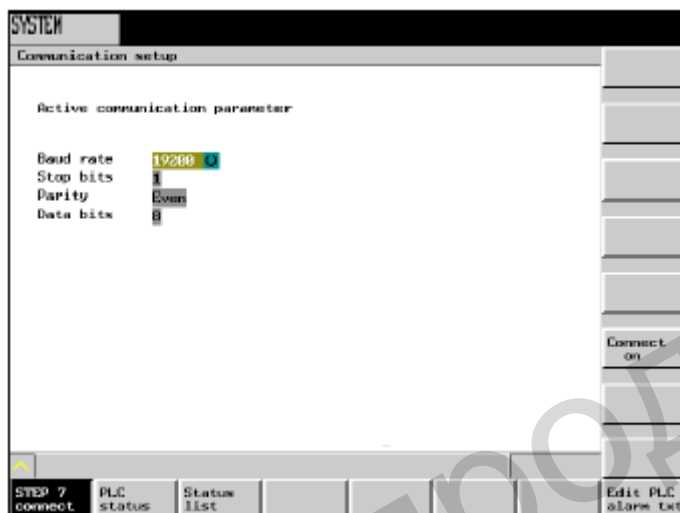 SYSTEM
Communication setup
Active communication parameter
Baud rate 19200
Stop bits 1
Parity Even
Data bits 8
Connect
on
STEP 7
connect
PLC
status
Status
list
Edit PLC
alarm txt